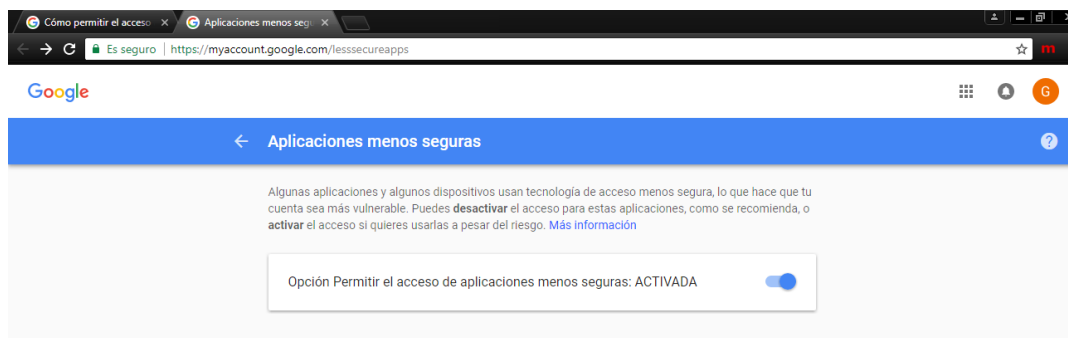 Cómo permitir el acceso
Aplicaciones menos seg
Es seguro | https://myaccount.google.com/lesssecureapps
m
Google
G
Aplicaciones menos seguras
?
Algunas aplicaciones y algunos dispositivos usan tecnología de acceso menos segura, lo que hace que tu
cuenta sea más vulnerable. Puedes desactivar el acceso para estas aplicaciones, como se recomienda, o
activar el acceso si quieres usarlas a pesar del riesgo. Más información
Opción Permitir el acceso de aplicaciones menos seguras: ACTIVADA